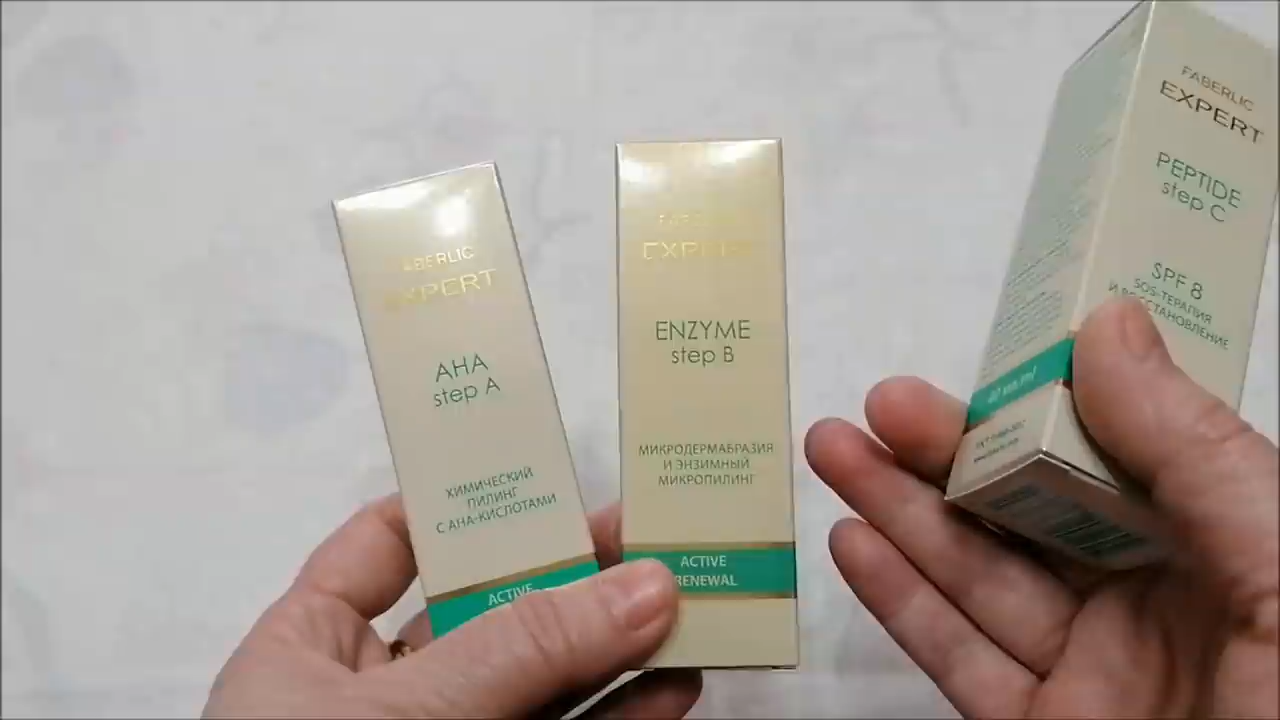 FABERLIC
EXPERT
AHA
step A
ХИМИЧЕСКИЙ
ПИЛИНГ
С АНА-КИСЛОТАМИ
ACTIVE
FABERLIC
EXPERT
ENZYME
step B
МИКРОДЕРМАБРАЗИЯ
И ЭНЗИМНЫЙ
МИКРОПИЛИНГ
ACTIVE
RENEWAL
FABERLIC
EXPERT
PEPTIDE
step C
SPF 8
SOS-ТЕРАПИЯ
И ВОССТАНОВЛЕНИЕ